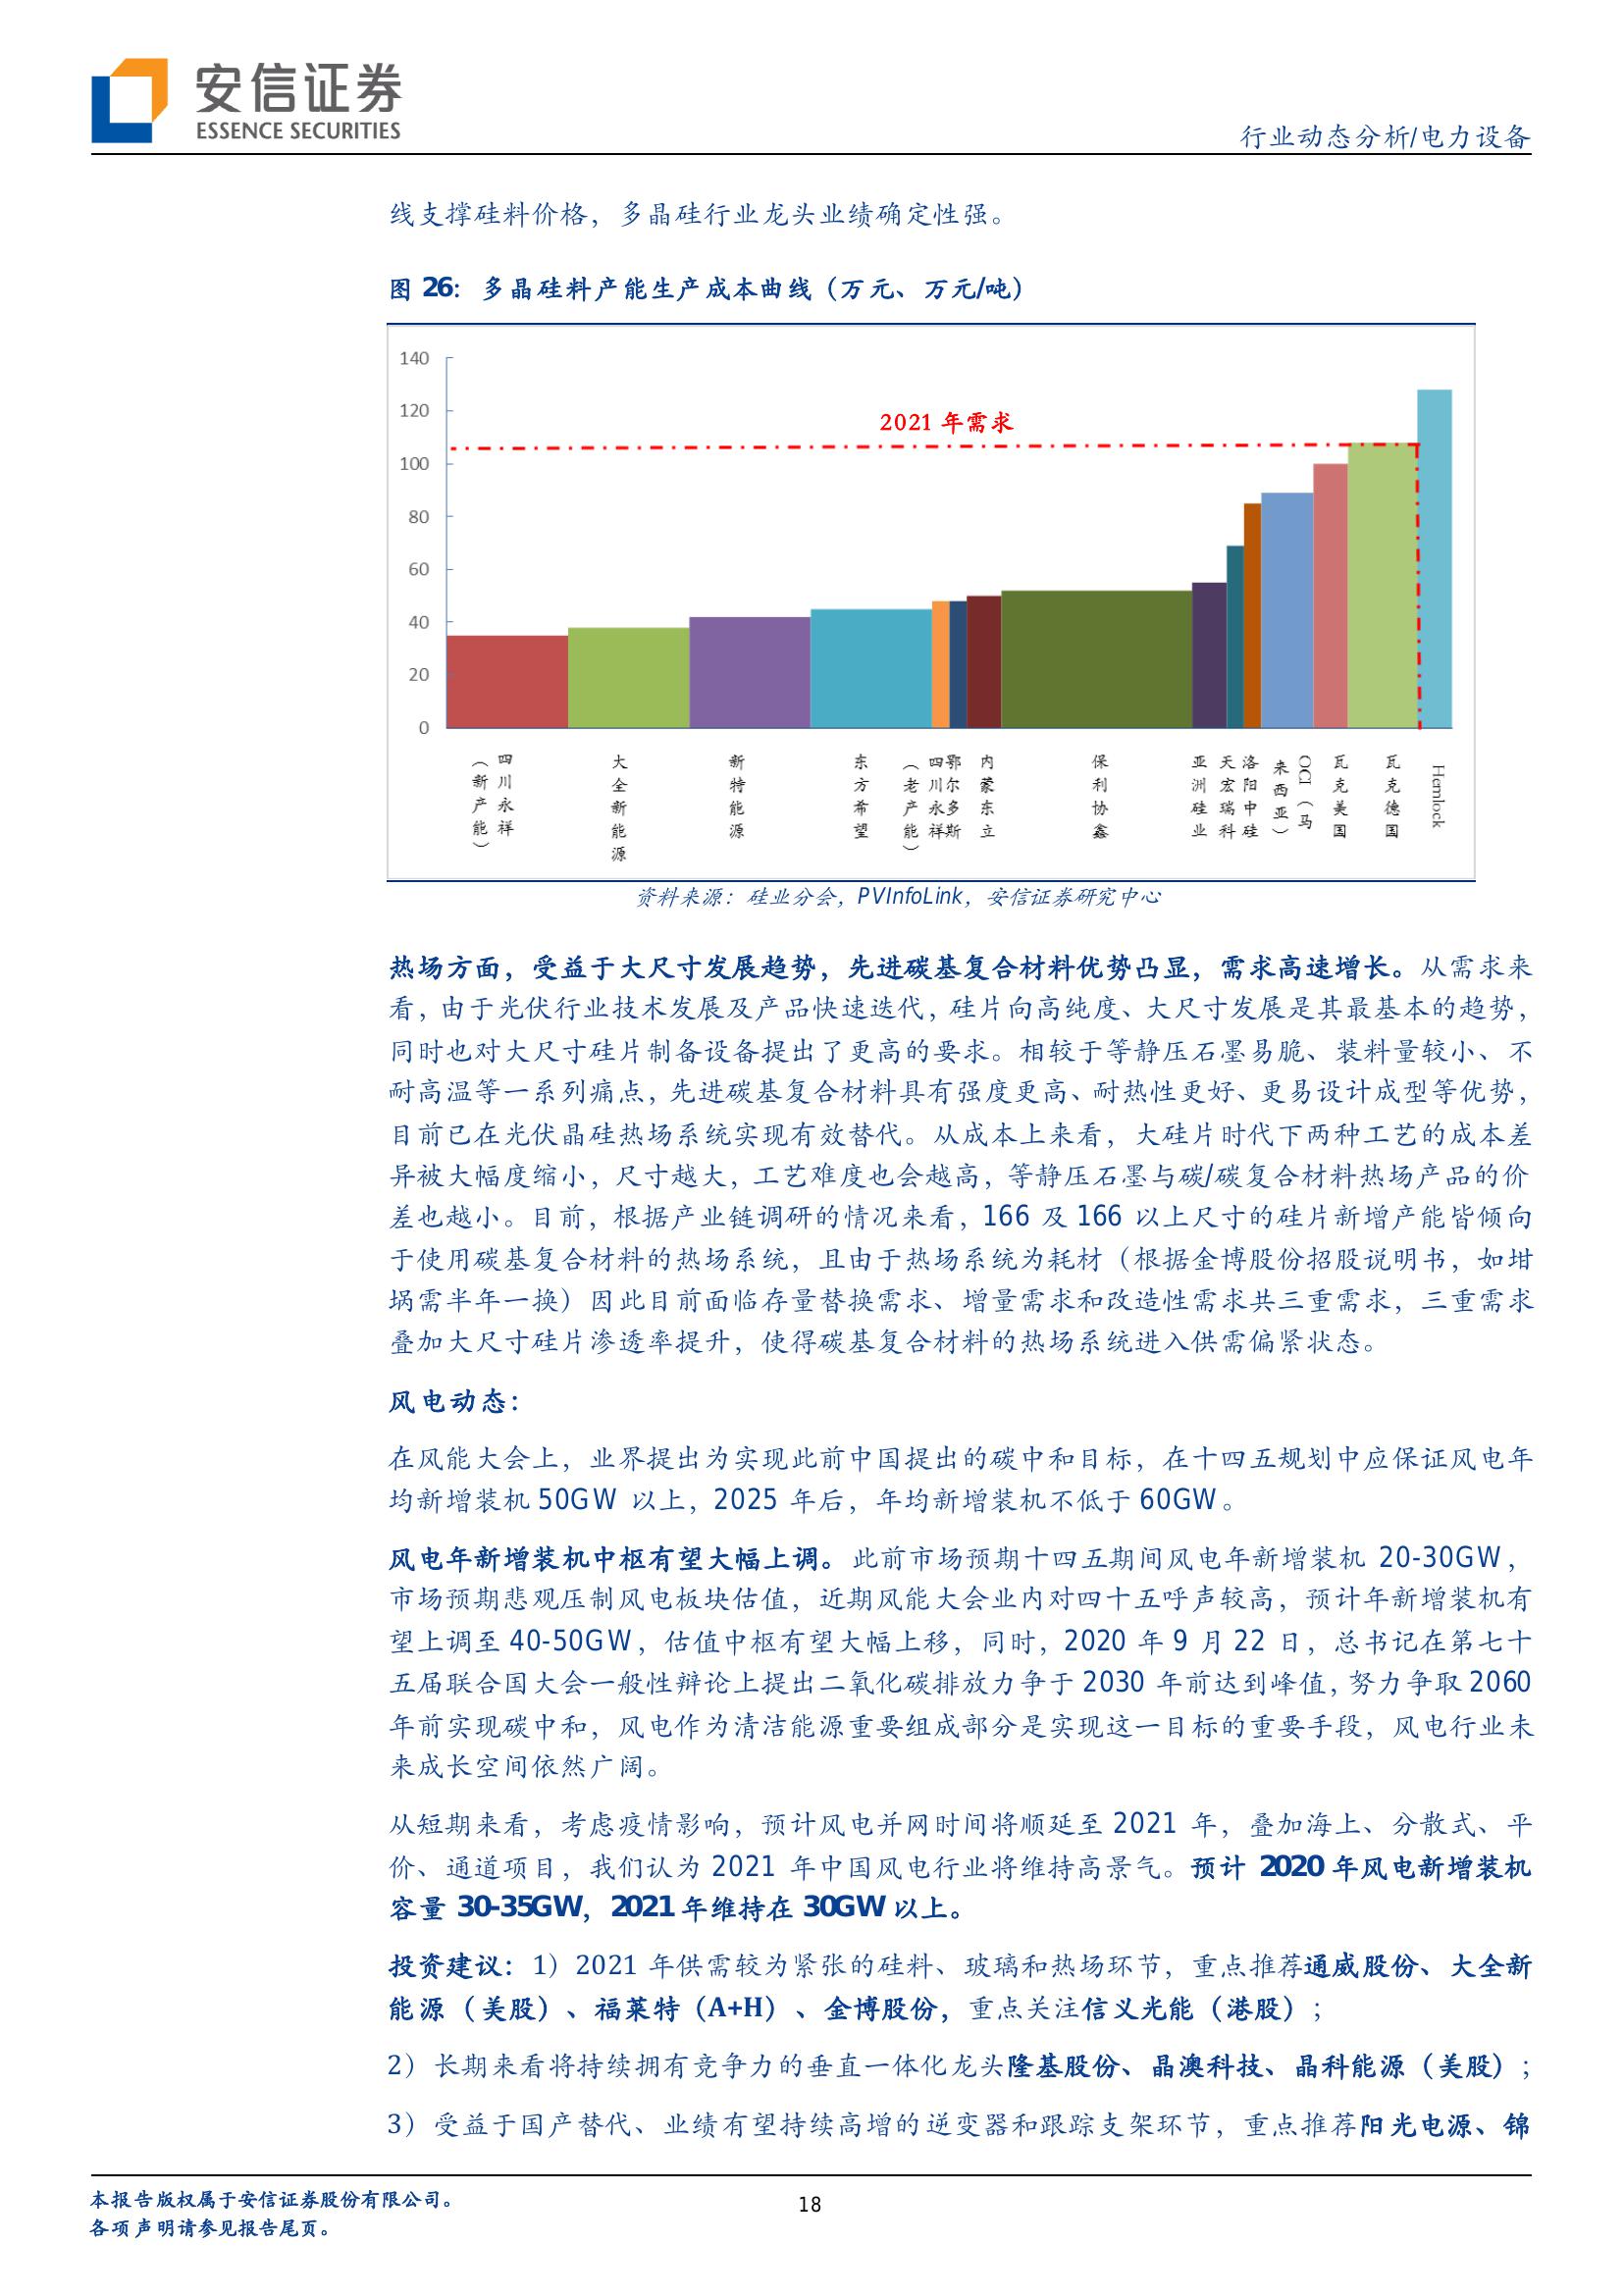 安信证券
ESSENCE SECURITIES
行业动态分析/电力设备
线支撑硅料价格，多晶硅行业龙头业绩确定性强。
图 26：多晶硅料产能生产成本曲线（万元、万元/吨）
140
120
100
80
60
40
20
0
2021 年需求
四川永祥（新产能）
大全新能源
新特能源
东方希望
四川永祥（老产能）
鄂尔多斯
内蒙东立
保利协鑫
亚洲硅业
天宏瑞科
洛阳中硅
OCI（马来西亚）
瓦克美国
瓦克德国
Hemlock
资料来源：硅业分会，PVInfoLink，安信证券研究中心
热场方面，受益于大尺寸发展趋势，先进碳基复合材料优势凸显，需求高速增长。从需求来
看，由于光伏行业技术发展及产品快速迭代，硅片向高纯度、大尺寸发展是其最基本的趋势，
同时也对大尺寸硅片制备设备提出了更高的要求。相较于等静压石墨易脆、装料量较小、不
耐高温等一系列痛点，先进碳基复合材料具有强度更高、耐热性更好、更易设计成型等优势，
目前已在光伏晶硅热场系统实现有效替代。从成本上来看，大硅片时代下两种工艺的成本差
异被大幅度缩小，尺寸越大，工艺难度也会越高，等静压石墨与碳/碳复合材料热场产品的价
差也越小。目前，根据产业链调研的情况来看，166 及 166 以上尺寸的硅片新增产能皆倾向
于使用碳基复合材料的热场系统，且由于热场系统为耗材（根据金博股份招股说明书，如坩
埚需半年一换）因此目前面临存量替换需求、增量需求和改造性需求共三重需求，三重需求
叠加大尺寸硅片渗透率提升，使得碳基复合材料的热场系统进入供需偏紧状态。
风电动态：
在风能大会上，业界提出为实现此前中国提出的碳中和目标，在十四五规划中应保证风电年
均新增装机 50GW 以上，2025 年后，年均新增装机不低于 60GW。
风电年新增装机中枢有望大幅上调。此前市场预期十四五期间风电年新增装机 20-30GW，
市场预期悲观压制风电板块估值，近期风能大会业内对四十五呼声较高，预计年新增装机有
望上调至 40-50GW，估值中枢有望大幅上移，同时，2020 年 9 月 22 日，总书记在第七十
五届联合国大会一般性辩论上提出二氧化碳排放力争于 2030 年前达到峰值，努力争取 2060
年前实现碳中和，风电作为清洁能源重要组成部分是实现这一目标的重要手段，风电行业未
来成长空间依然广阔。
从短期来看，考虑疫情影响，预计风电并网时间将顺延至 2021 年，叠加海上、分散式、平
价、通道项目，我们认为 2021 年中国风电行业将维持高景气。预计 2020 年风电新增装机
容量 30-35GW，2021 年维持在 30GW 以上。
投资建议：1）2021 年供需较为紧张的硅料、玻璃和热场环节，重点推荐通威股份、大全新
能源（美股）、福莱特（A+H）、金博股份，重点关注信义光能（港股）；
2）长期来看将持续拥有竞争力的垂直一体化龙头隆基股份、晶澳科技、晶科能源（美股）；
3）受益于国产替代、业绩有望持续高增的逆变器和跟踪支架环节，重点推荐阳光电源、锦
本报告版权属于安信证券股份有限公司。
各项声明请参见报告尾页。
18